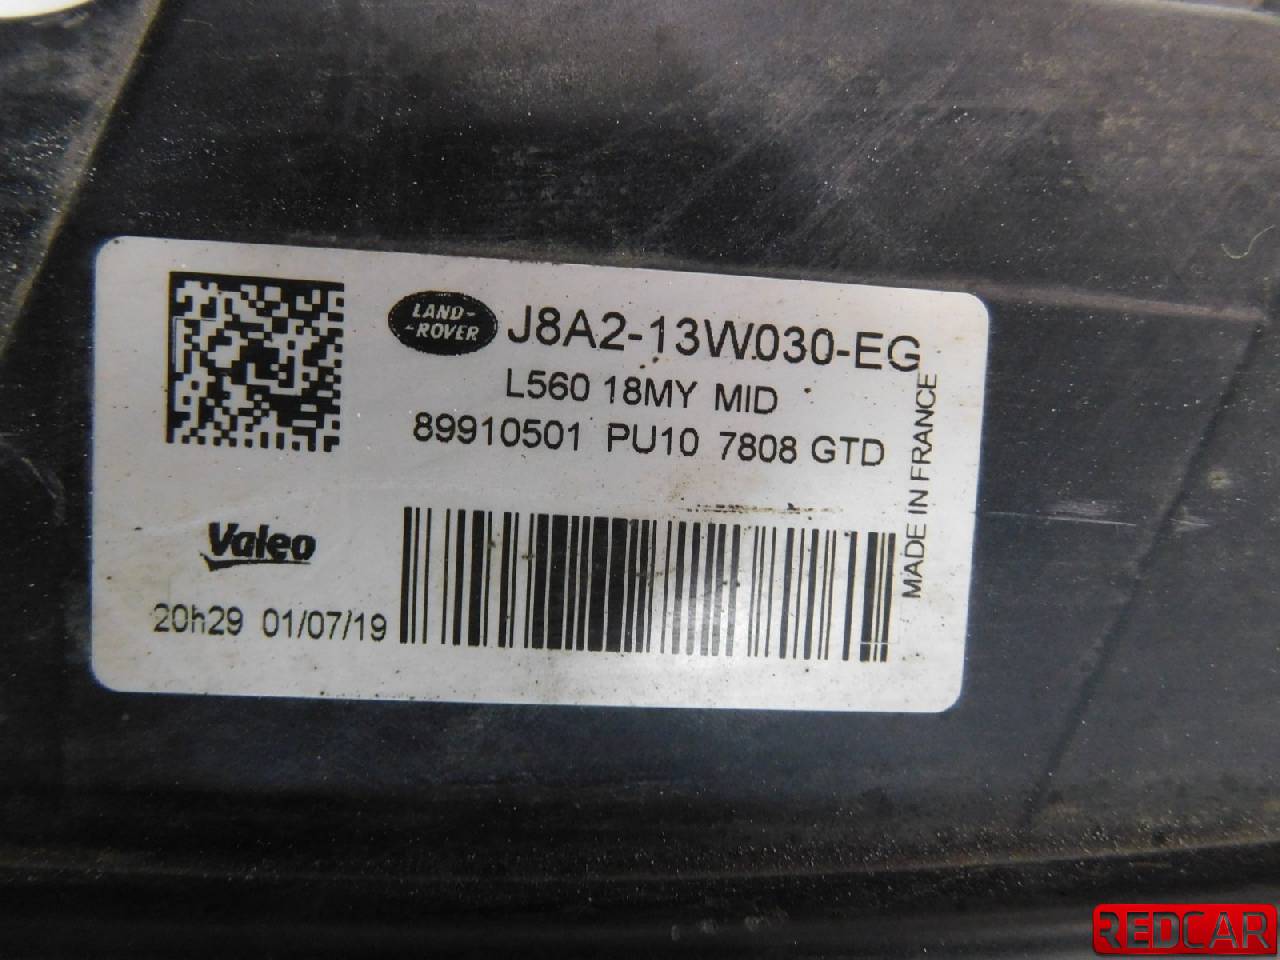 LAND-
-ROVER
J8A2-13W030-EG
L560 18MY MID
89910501 PU10 7808 GTD
MADE IN FRANCE
Valeo
20h29 01/07/19
REDCAR